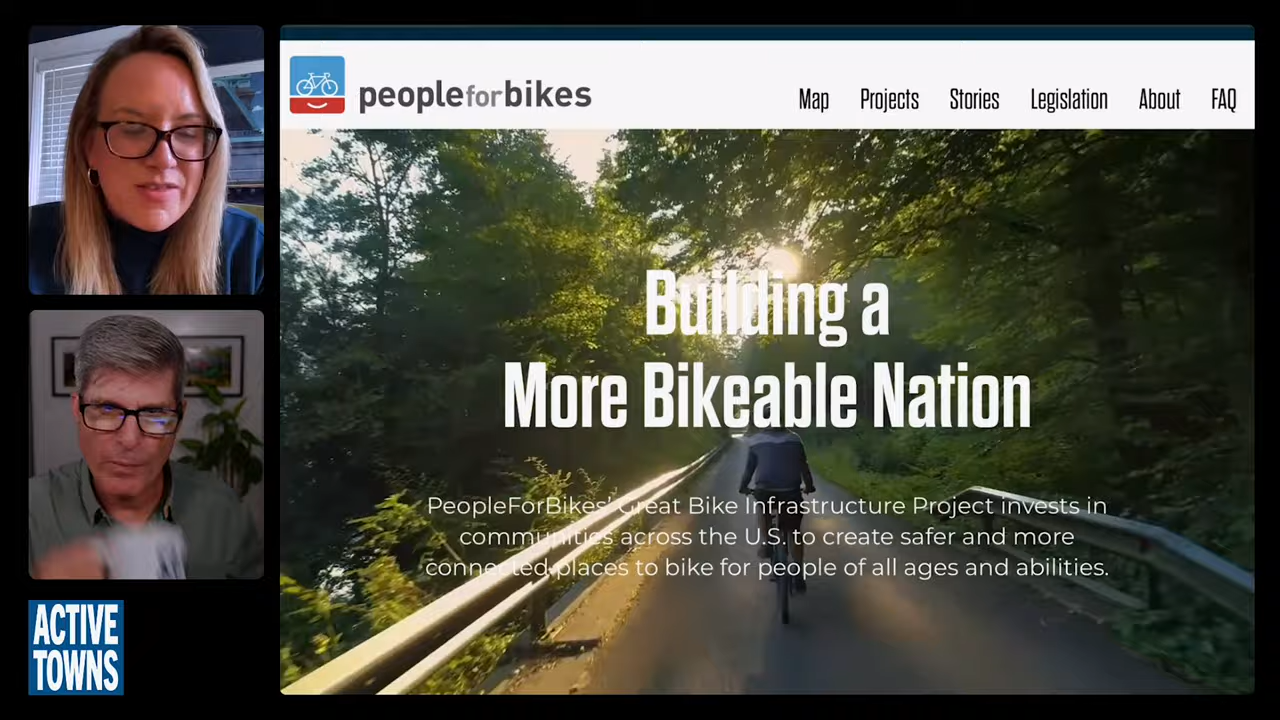 peopleforbikes
Map Projects Stories Legislation About FAQ
Building a
More Bikeable Nation
PeopleForBikes' Great Bike Infrastructure Project invests in
communities across the U.S. to create safer and more
connected places to bike for people of all ages and abilities.
ACTIVE
TOWNS